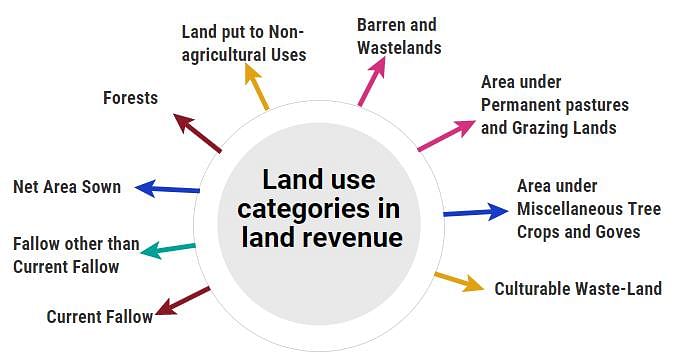 Land use
categories in
land revenue
Forests
Land put to Non-
agricultural Uses
Barren and
Wastelands
Area under
Permanent pastures
and Grazing Lands
Area under
Miscellaneous Tree
Crops and Goves
Culturable Waste-Land
Current Fallow
Fallow other than
Current Fallow
Net Area Sown